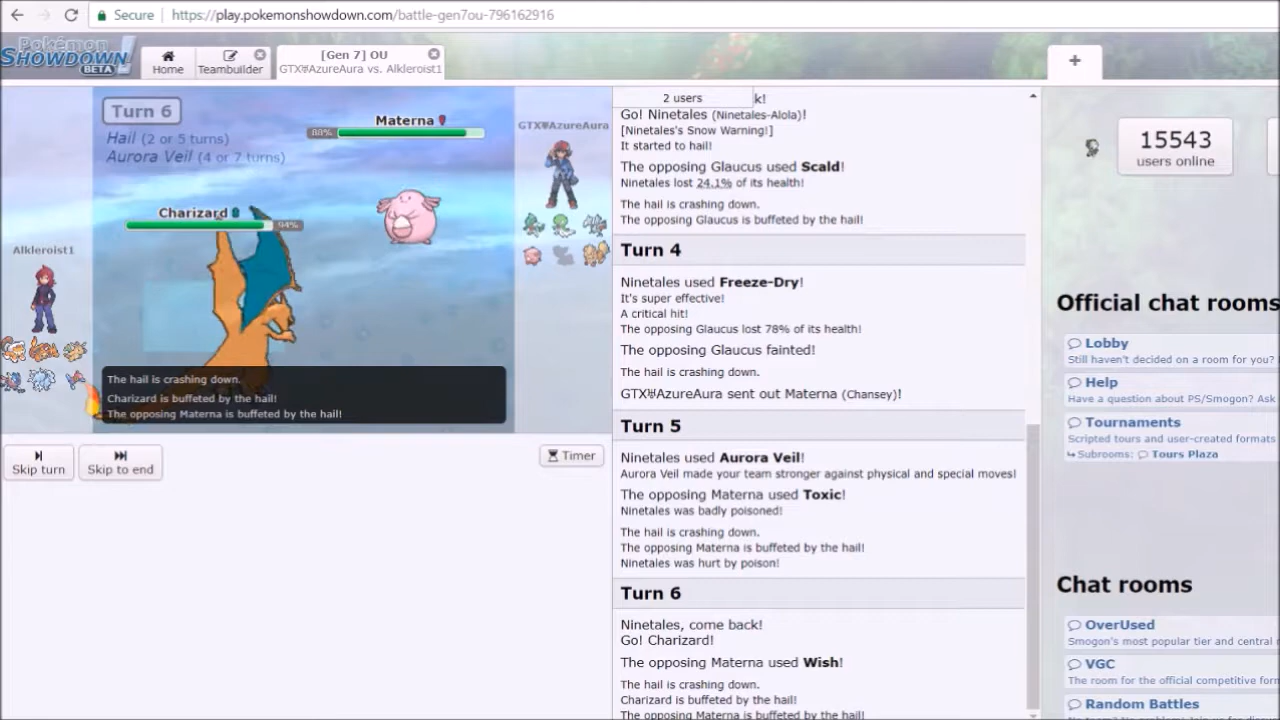 Secure
https://play.pokemonshowdown.com/battle-gen7ou-796162916
Pokémon
SHOWDOWN
BETA
Home
Teambuilder
[Gen 7] OU
GTX♅AzureAura vs. Alkleroist1
+
Turn 6
Hail (2 or 5 turns)
Aurora Veil (4 or 7 turns)
Materna
88%
Charizard
94%
Alkleroist1
GTX♅AzureAura
The hail is crashing down.
Charizard is buffeted by the hail!
The opposing Materna is buffeted by the hail!
Skip turn
Skip to end
Timer
2 users
k!
Go! Ninetales (Ninetales-Alola)!
[Ninetales's Snow Warning!]
It started to hail!
The opposing Glaucus used Scald!
Ninetales lost 24.1% of its health!
The hail is crashing down.
The opposing Glaucus is buffeted by the hail!
Turn 4
Ninetales used Freeze-Dry!
It's super effective!
A critical hit!
The opposing Glaucus lost 78% of its health!
The opposing Glaucus fainted!
The hail is crashing down.
GTX♅AzureAura sent out Materna (Chansey)!
Turn 5
Ninetales used Aurora Veil!
Aurora Veil made your team stronger against physical and special moves!
The opposing Materna used Toxic!
Ninetales was badly poisoned!
The hail is crashing down.
The opposing Materna is buffeted by the hail!
Ninetales was hurt by poison!
Turn 6
Ninetales, come back!
Go! Charizard!
The opposing Materna used Wish!
The hail is crashing down.
Charizard is buffeted by the hail!
The opposing Materna is buffeted by the hail!
15543
users online
Official chat rooms
Lobby
Still haven't decided on a room for you?
Help
Have a question about PS/Smogon? Ask
Tournaments
Scripted tours and user-created formats
Subrooms: Tours Plaza
Chat rooms
OverUsed
Smogon's most popular tier and central
VGC
The room for the official competitive for
Random Battles